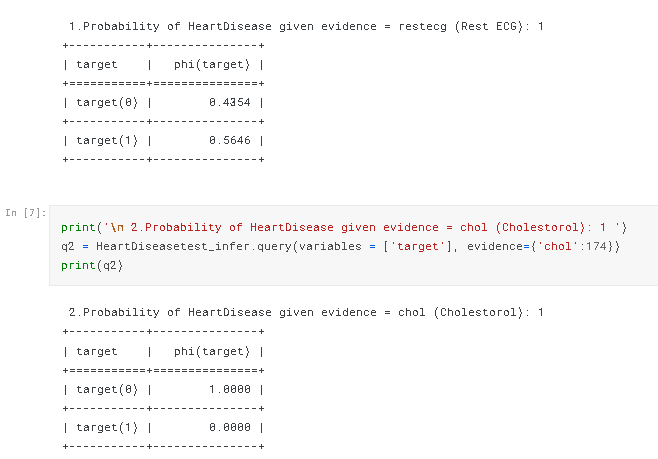 1.Probability of HeartDisease given evidence = restecg (Rest ECG): 1
+-----------+---------------+
| target    |   phi(target) |
+===========+===============+
| target(0) |        0.4354 |
+-----------+---------------+
| target(1) |        0.5646 |
+-----------+---------------+
In [7]:
print('\n 2.Probability of HeartDisease given evidence = chol (Cholestorol): 1 ')
q2 = HeartDiseasetest_infer.query(variables = ['target'], evidence={'chol':174})
print(q2)
2.Probability of HeartDisease given evidence = chol (Cholestorol): 1
+-----------+---------------+
| target    |   phi(target) |
+===========+===============+
| target(0) |        1.0000 |
+-----------+---------------+
| target(1) |        0.0000 |
+-----------+---------------+